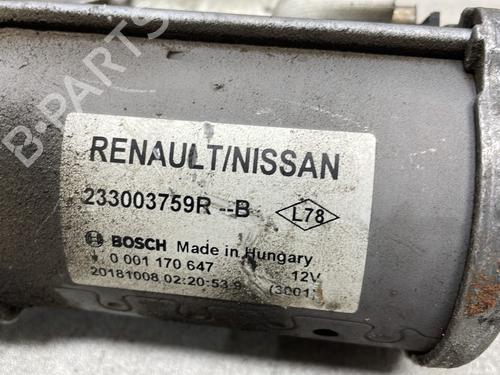 B-PARTS
RENAULT/NISSAN
233003759R --B L78
BOSCH Made in Hungary
0 001 170 647 12V
20181008 02:20:53 9 (3001)